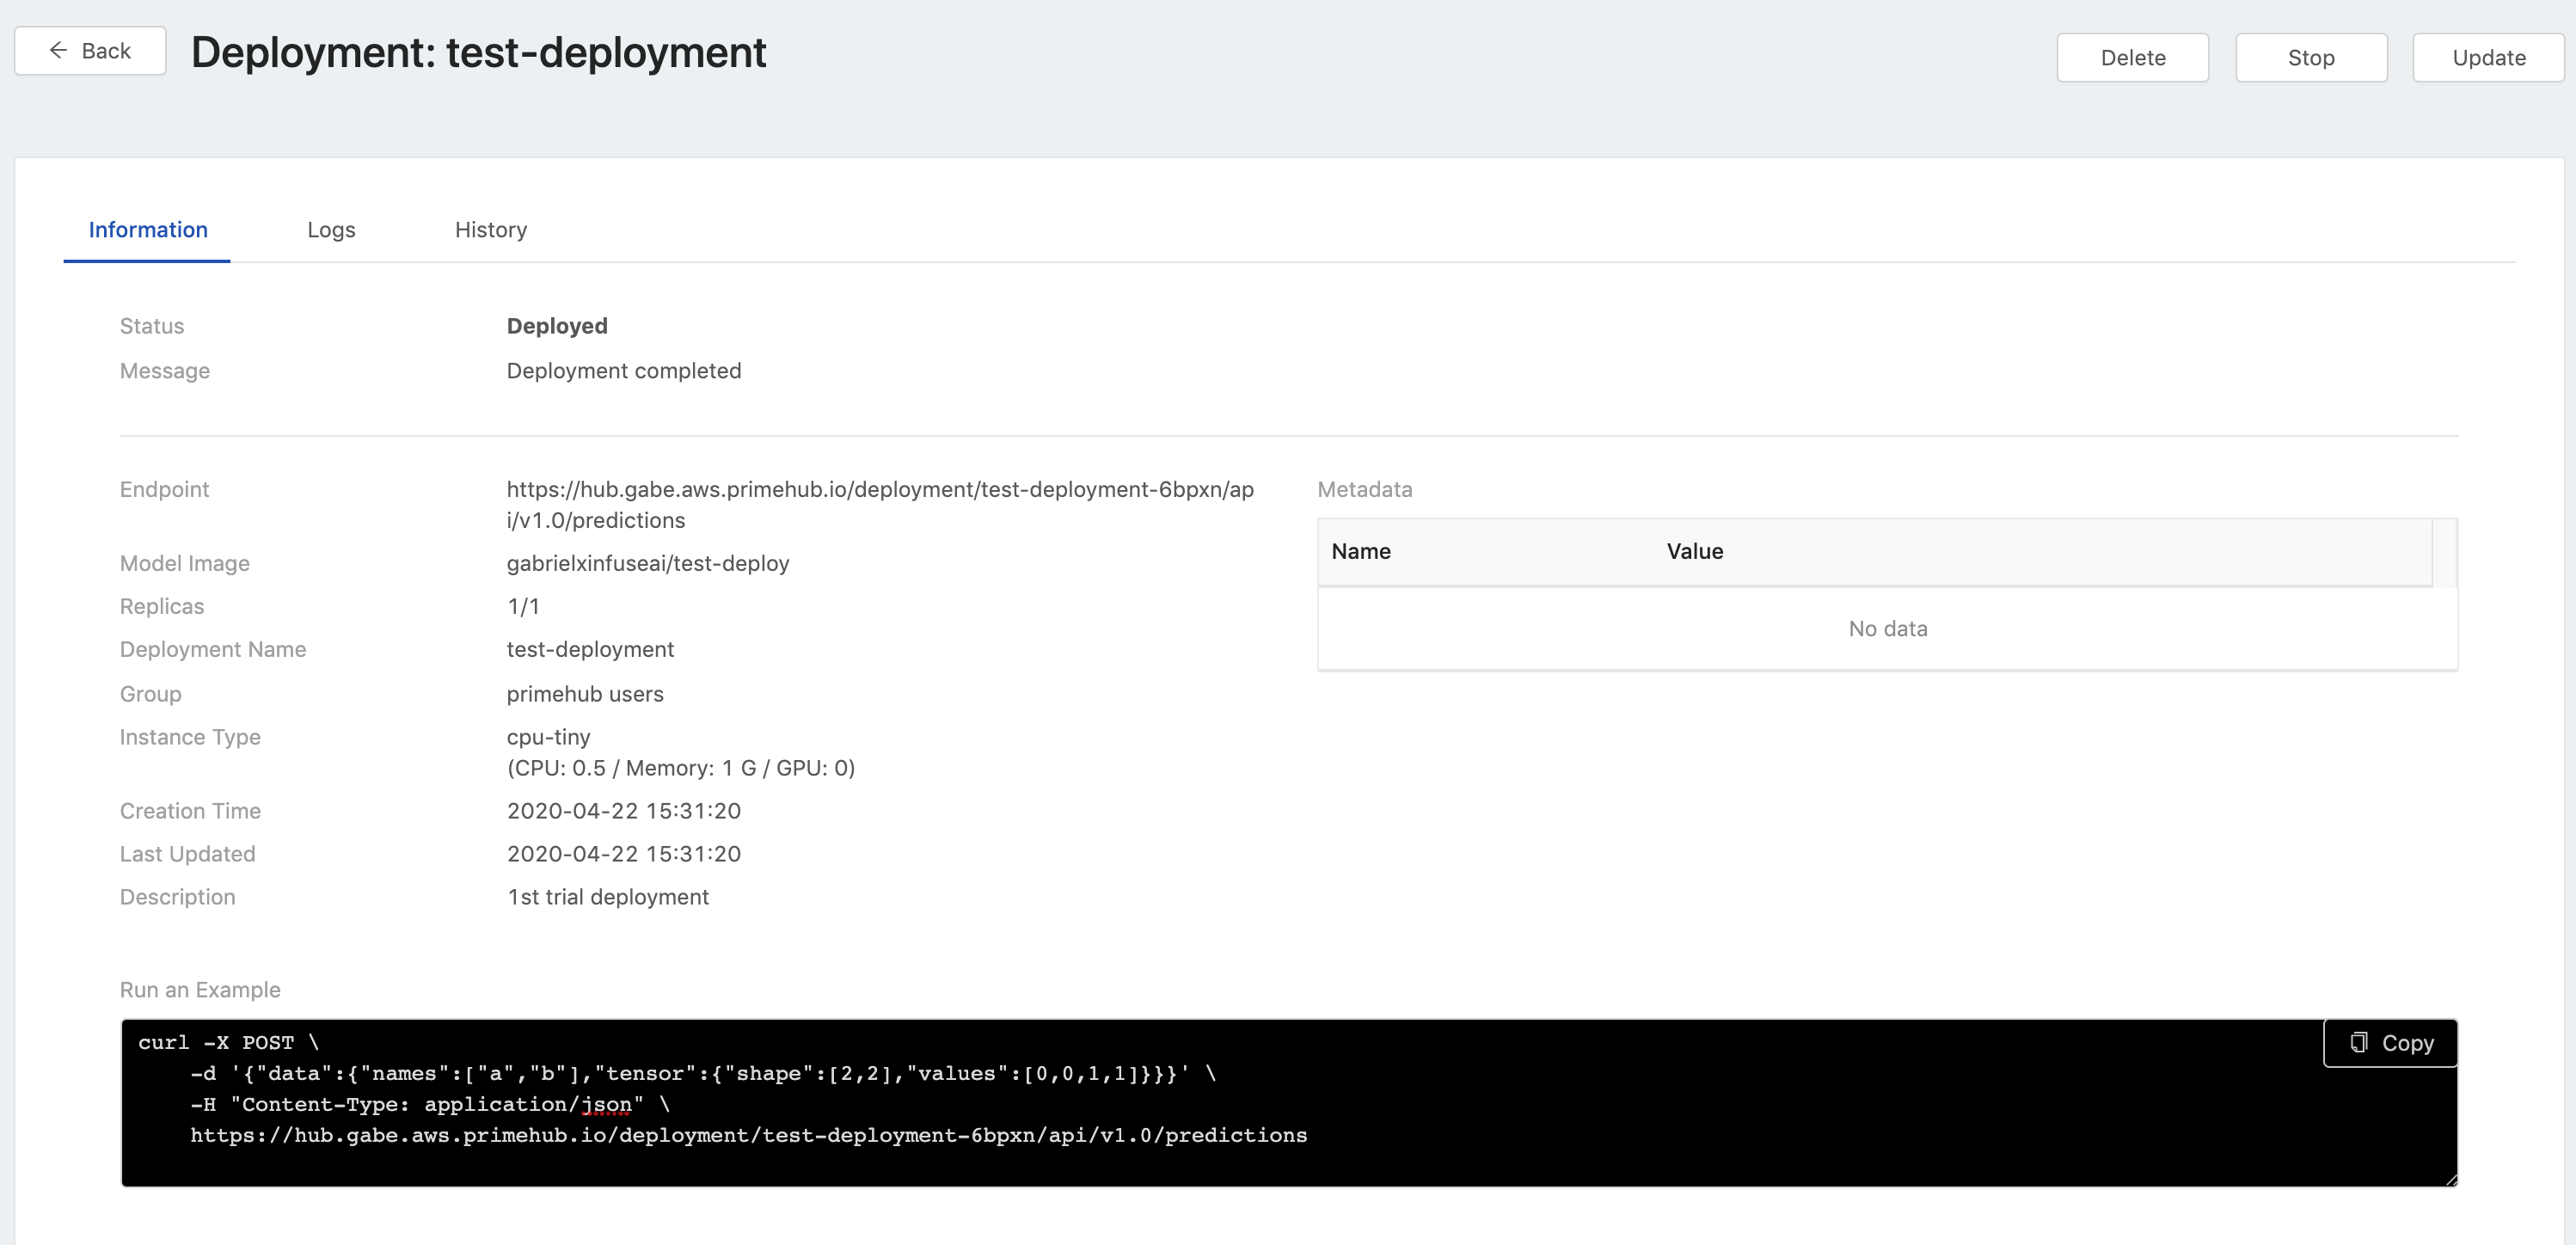 Back
Deployment: test-deployment
Delete
Stop
Update
Information
Logs
History
Status
Deployed
Message
Deployment completed
Endpoint
https://hub.gabe.aws.primehub.io/deployment/test-deployment-6bpxn/ap
i/v1.0/predictions
Model Image
gabrielxinfuseai/test-deploy
Replicas
1/1
Deployment Name
test-deployment
Group
primehub users
Instance Type
cpu-tiny
(CPU: 0.5 / Memory: 1 G / GPU: 0)
Creation Time
2020-04-22 15:31:20
Last Updated
2020-04-22 15:31:20
Description
1st trial deployment
Metadata
Name
Value
No data
Run an Example
Copy
curl -X POST \
    -d '{"data":{"names":["a","b"],"tensor":{"shape":[2,2],"values":[0,0,1,1]}}}' \
    -H "Content-Type: application/json" \
    https://hub.gabe.aws.primehub.io/deployment/test-deployment-6bpxn/api/v1.0/predictions